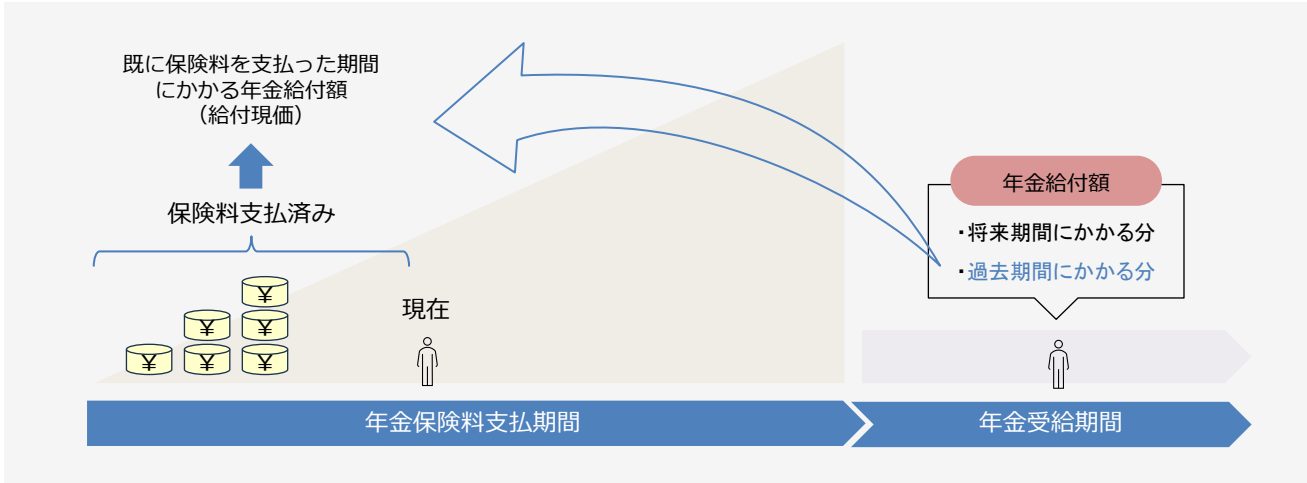 既に保険料を支払った期間
にかかる年金給付額
（給付現価）
保険料支払済み
¥
¥
¥
¥
¥
¥
現在
年金給付額
・将来期間にかかる分
・過去期間にかかる分
年金保険料支払期間
年金受給期間